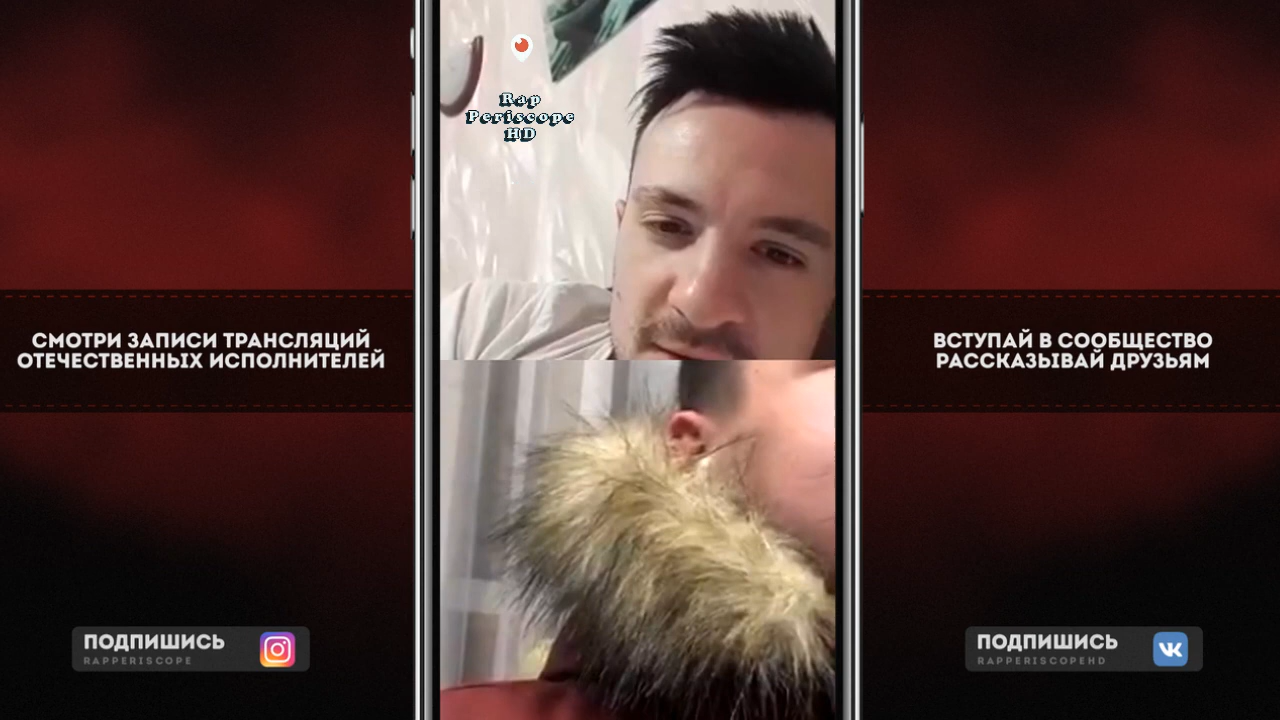 Rap
Periscope
HD
СМОТРИ ЗАПИСИ ТРАНСЛЯЦИЙ
ОТЕЧЕСТВЕННЫХ ИСПОЛНИТЕЛЕЙ
ВСТУПАЙ В СООБЩЕСТВО
РАССКАЗЫВАЙ ДРУЗЬЯМ
ПОДПИШИСЬ
RAPPERISCOPE
ПОДПИШИСЬ
RAPPERISCOPEHD